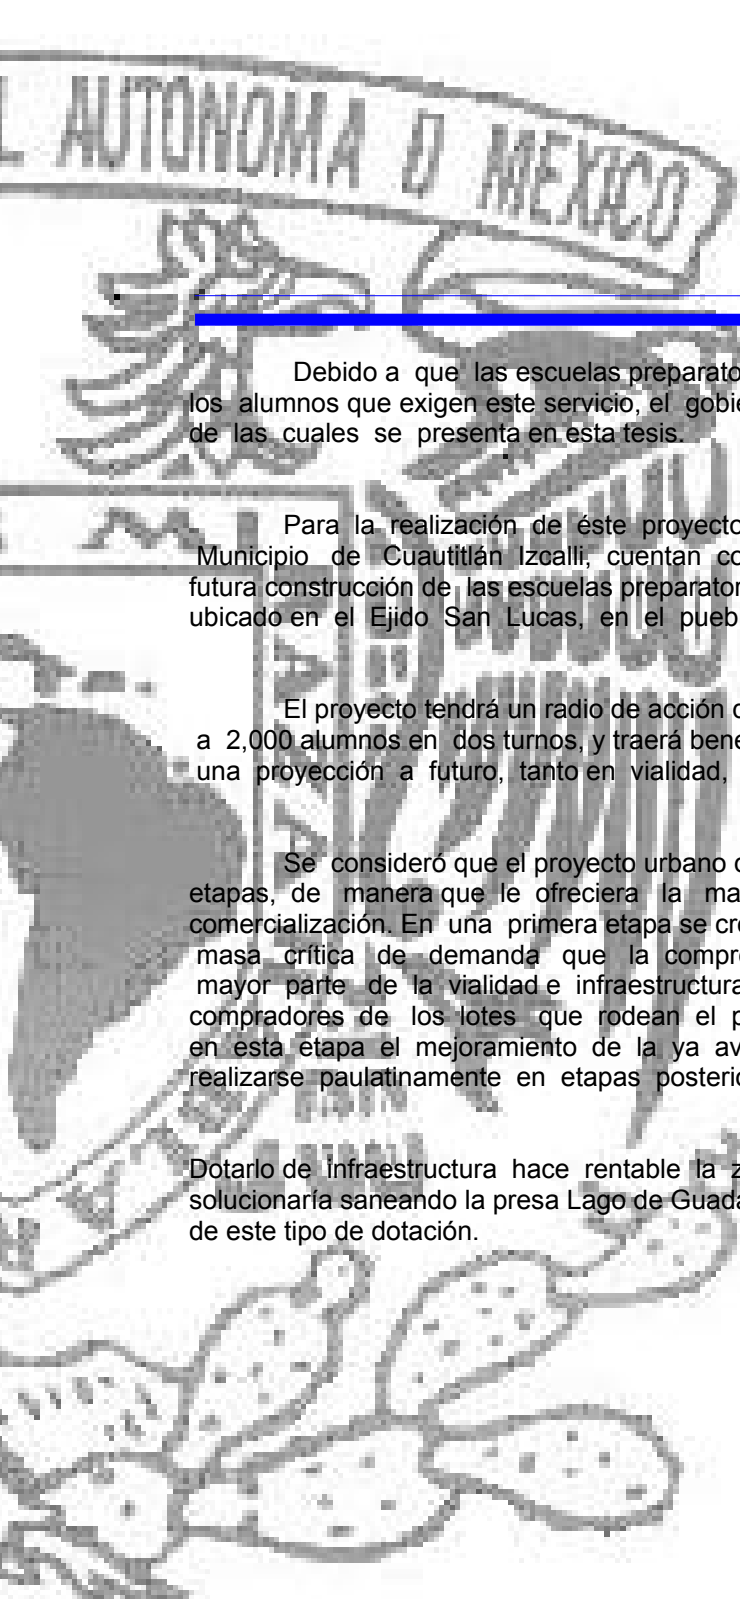 L AUTONOMA D MEXICO
Debido a que las escuelas preparato
los alumnos que exigen este servicio, el gobie
de las cuales se presenta en esta tesis.
Para la realización de éste proyecto
Municipio de Cuautitlán Izcalli, cuentan co
futura construcción de las escuelas preparator
ubicado en el Ejido San Lucas, en el pueb
El proyecto tendrá un radio de acción d
a 2,000 alumnos en dos turnos, y traerá bene
una proyección a futuro, tanto en vialidad,
Se consideró que el proyecto urbano d
etapas, de manera que le ofreciera la ma
comercialización. En una primera etapa se cre
masa crítica de demanda que la compre
mayor parte de la vialidad e infraestructura
compradores de los lotes que rodean el p
en esta etapa el mejoramiento de la ya av
realizarse paulatinamente en etapas posterio
Dotarlo de infraestructura hace rentable la z
solucionaría saneando la presa Lago de Guada
de este tipo de dotación.